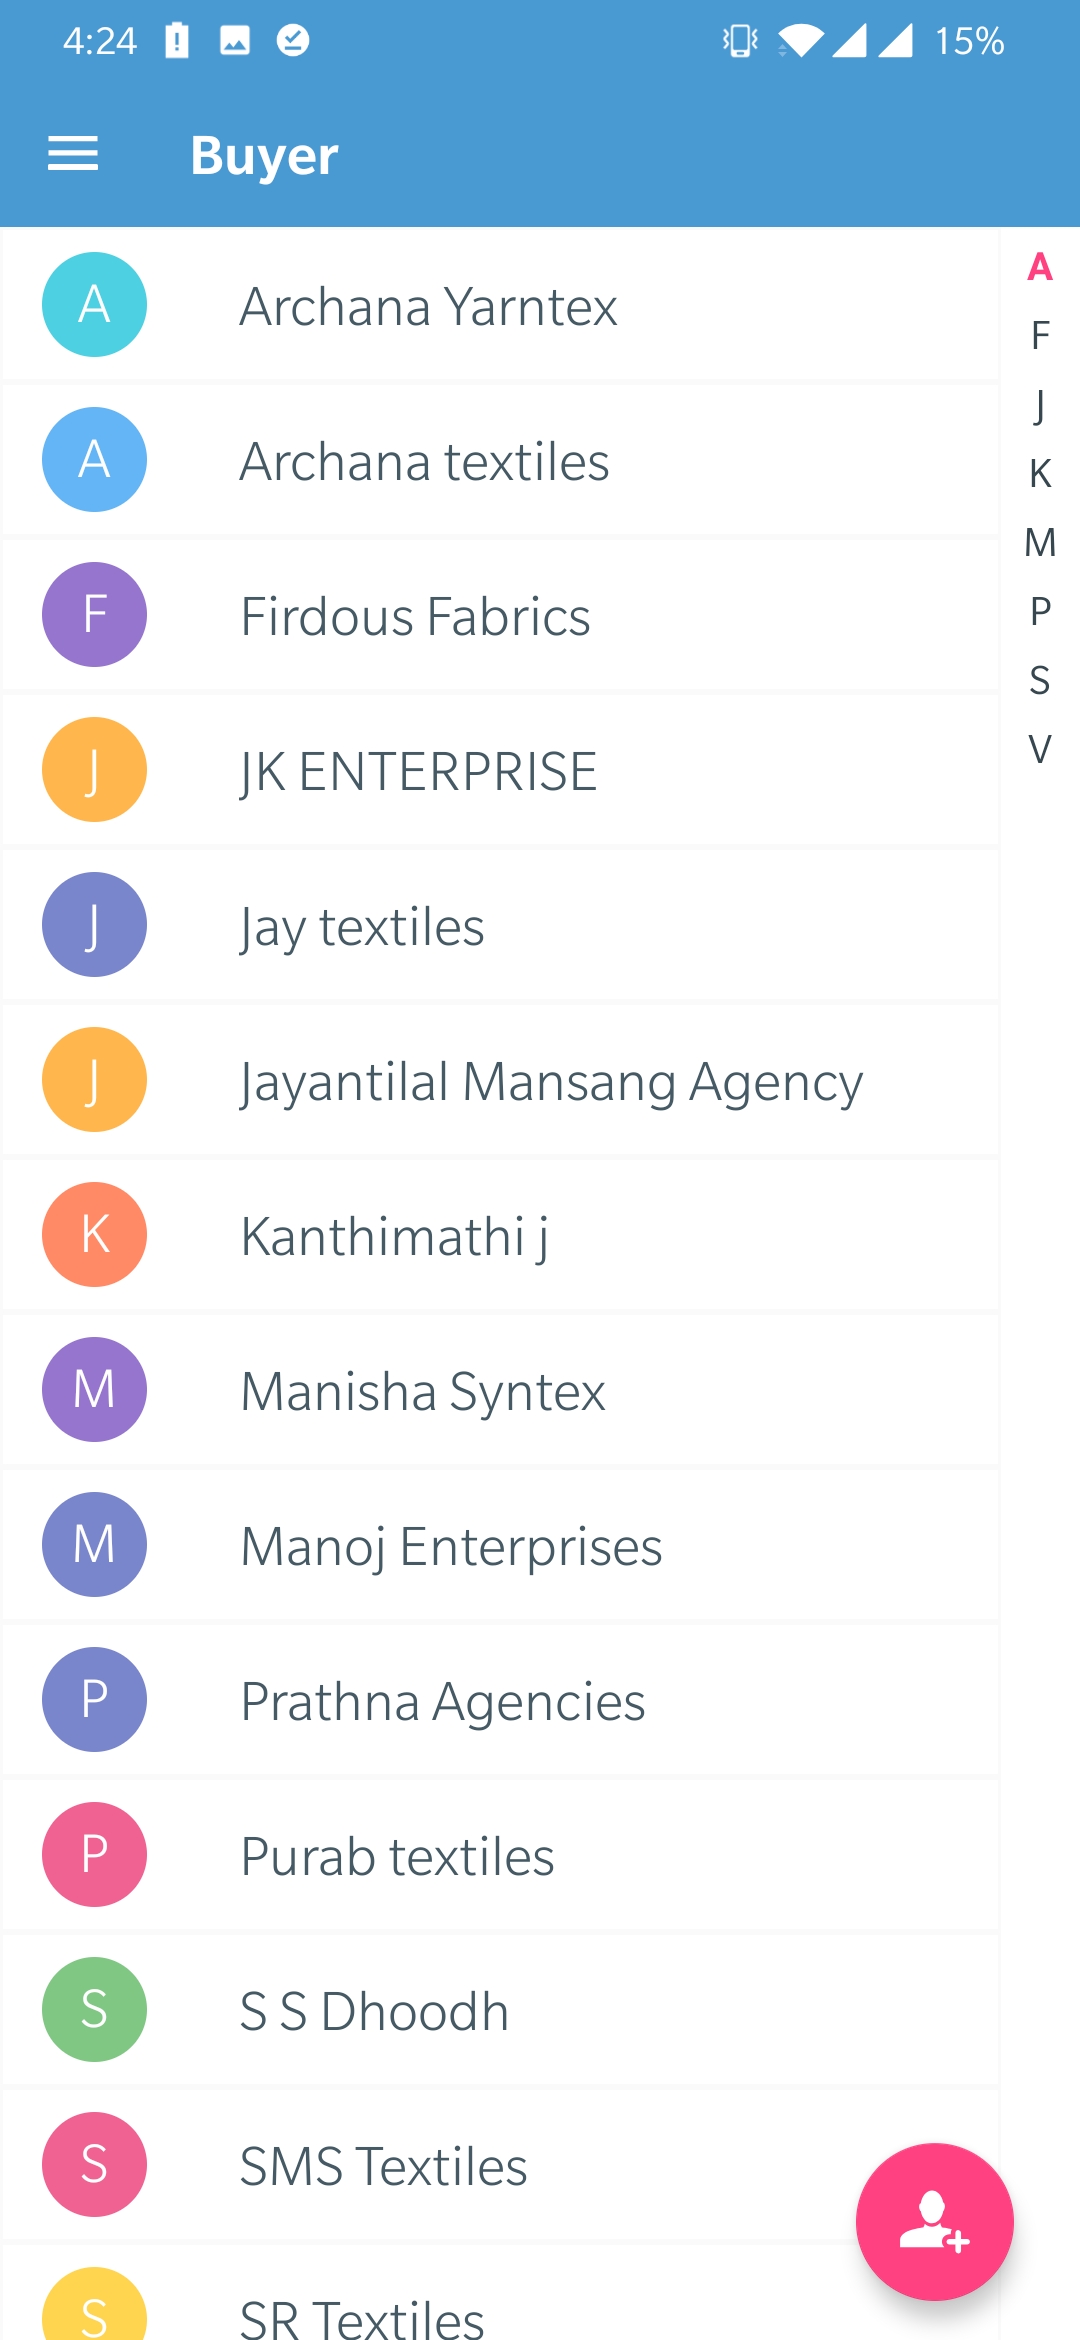 4:24 15%
Buyer
A Archana Yarntex
A Archana textiles
F Firdous Fabrics
J JK ENTERPRISE
J Jay textiles
J Jayantilal Mansang Agency
K Kanthimathi j
M Manisha Syntex
M Manoj Enterprises
P Prathna Agencies
P Purab textiles
S S S Dhoodh
S SMS Textiles
S SR Textiles
A
F
J
K
M
P
S
V